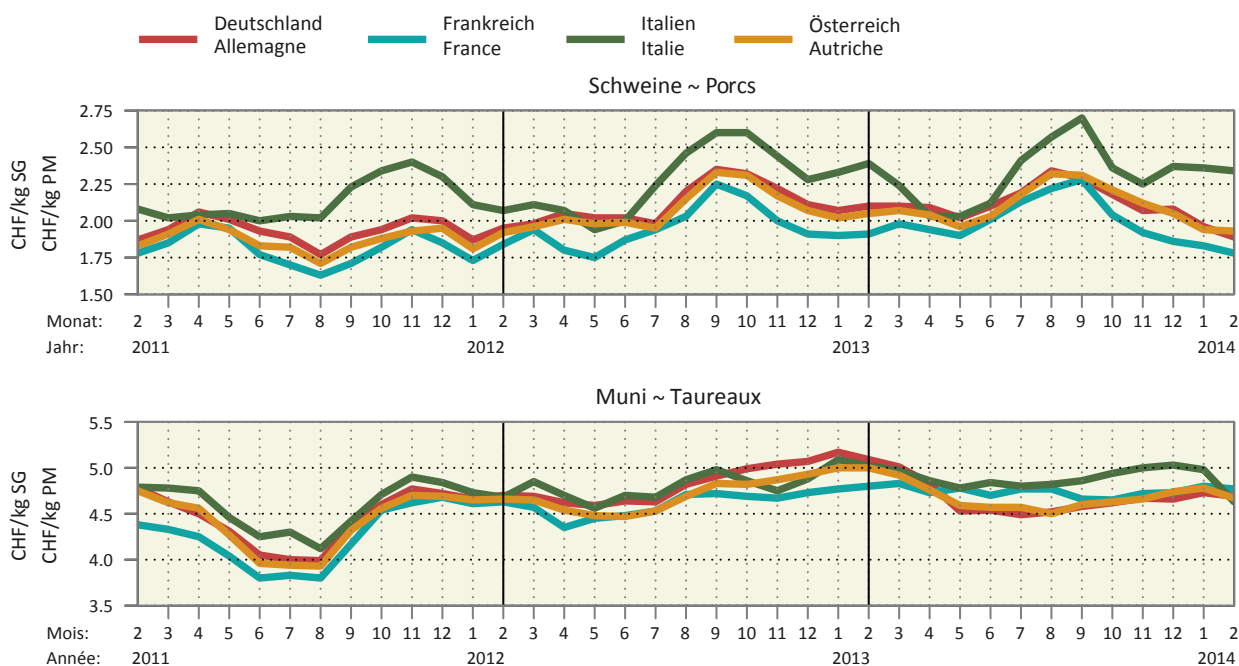 Deutschland
Allemagne
Frankreich
France
Italien
Italie
Österreich
Autriche
Schweine ~ Porcs
CHF/kg SG
CHF/kg PM
2.75
2.50
2.25
2.00
1.75
1.50
Monat: 2 3 4 5 6 7 8 9 10 11 12 1 2 3 4 5 6 7 8 9 10 11 12 1 2 3 4 5 6 7 8 9 10 11 12 1 2
Jahr: 2011 2012 2013 2014
Muni ~ Taureaux
CHF/kg SG
CHF/kg PM
5.5
5.0
4.5
4.0
3.5
Mois: 2 3 4 5 6 7 8 9 10 11 12 1 2 3 4 5 6 7 8 9 10 11 12 1 2 3 4 5 6 7 8 9 10 11 12 1 2
Année: 2011 2012 2013 2014